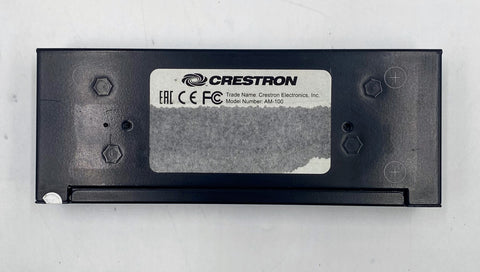 CRESTRON
EAC CE FC Trade Name: Crestron Electronics, Inc.
Model Number: AM-100